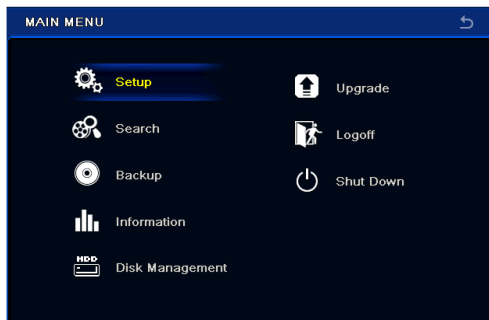 MAIN MENU
Setup
Search
Backup
Information
HDD
Disk Management
Upgrade
Logoff
Shut Down